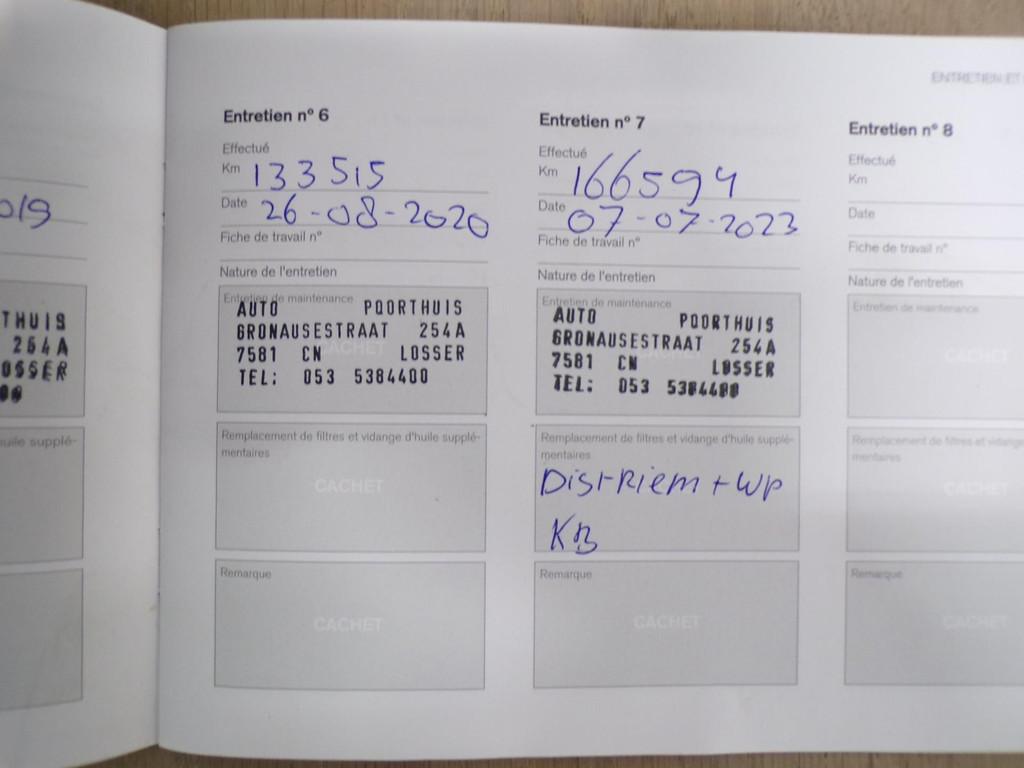 ENTRETIEN ET
019
THUIS
254A
OSSER
00
uile supplé-
Entretien n° 6
Effectué
Km 133515
Date 26-08-2020
Fiche de travail n°
Nature de l'entretien
Entretien de maintenance
CACHET
AUTO POORTHUIS
GRONAUSESTRAAT 254A
7581 CN LOSSER
TEL: 053 5384400
Remplacement de filtres et vidange d'huile supplé-
mentaires
CACHET
Remarque
CACHET
Entretien n° 7
Effectué
Km 166594
Date 07-07-2023
Fiche de travail n°
Nature de l'entretien
Entretien de maintenance
CACHET
AUTO POORTHUIS
GRONAUSESTRAAT 254A
7581 CN LOSSER
TEL: 053 5384400
Remplacement de filtres et vidange d'huile supplé-
mentaires
Dist-Riem + WP
KB
Remarque
CACHET
Entretien n° 8
Effectué
Km
Date
Fiche de travail n°
Nature de l'entretien
Entretien de maintenance
CACHET
Remplacement de filtres et vidange
mentaires
CACHET
Remarque
CACHET